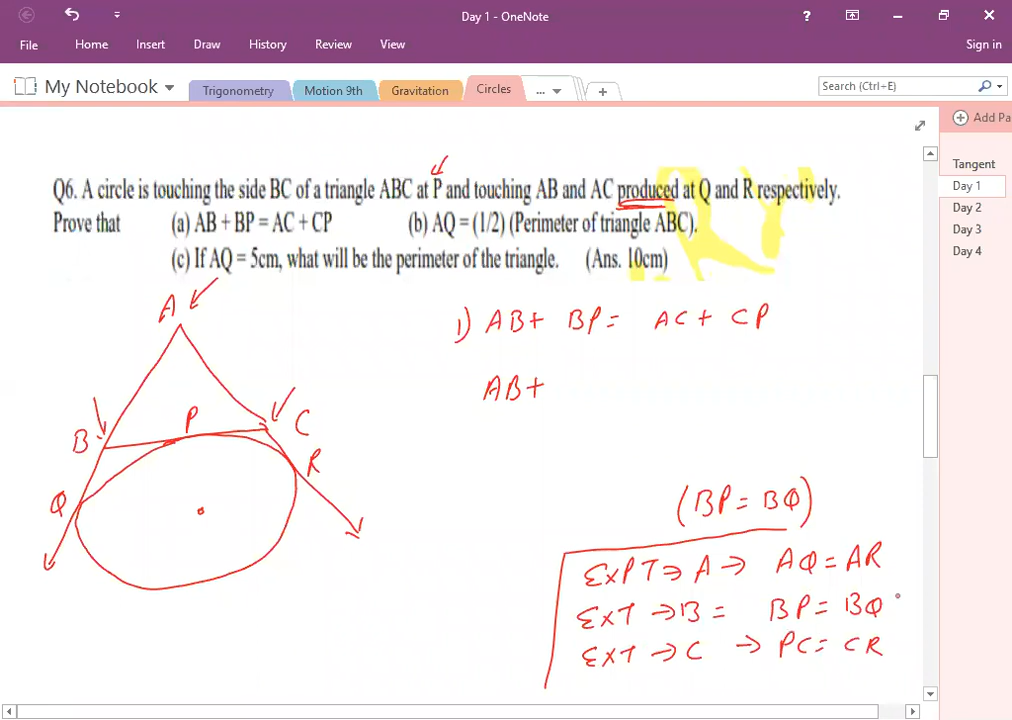 Day 1 - OneNote
?
File Home Insert Draw History Review View Sign in
My Notebook Trigonometry Motion 9th Gravitation Circles ... + Search (Ctrl+E)
Add Pa
Tangent
Day 1
Day 2
Day 3
Day 4
Q6. A circle is touching the side BC of a triangle ABC at P and touching AB and AC produced at Q and R respectively.
Prove that (a) AB + BP = AC + CP (b) AQ = (1/2) (Perimeter of triangle ABC).
(c) If AQ = 5cm, what will be the perimeter of the triangle. (Ans. 10cm)
A
B
P
C
Q
R
1) AB + BP = AC + CP
AB +
(BP = BQ)
EXPT ⇒ A ⇒ AQ = AR
EXT ⇒ B = BP = BQ
EXT → C → PC = CR